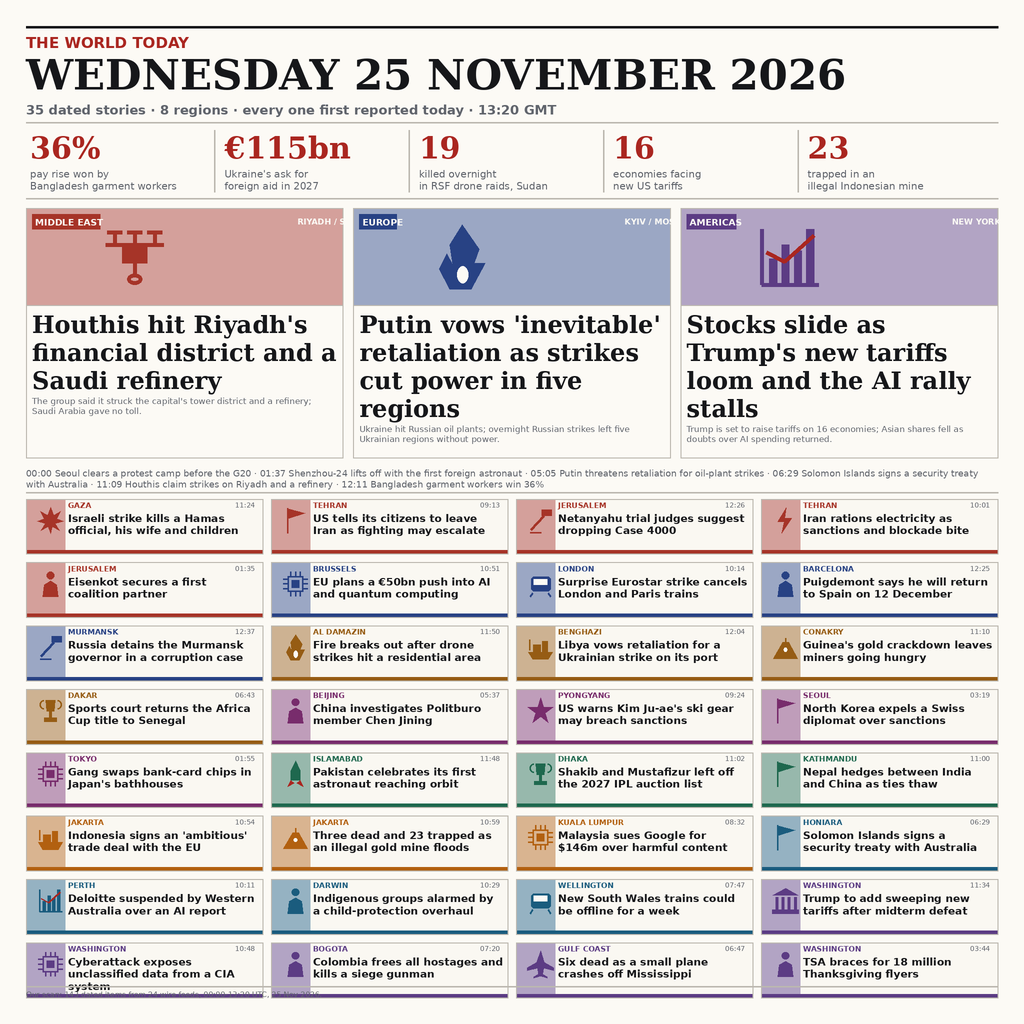 THE WORLD TODAY
WEDNESDAY 25 NOVEMBER 2026
35 dated stories · 8 regions · every one first reported today · 13:20 GMT
36%
pay rise won by
Bangladesh garment workers
€115bn
Ukraine's ask for
foreign aid in 2027
19
killed overnight
in RSF drone raids, Sudan
16
economies facing
new US tariffs
23
trapped in an
illegal Indonesian mine
MIDDLE EAST
RIYADH / S
Houthis hit Riyadh's
financial district and a
Saudi refinery
The group said it struck the capital's tower district and a refinery;
Saudi Arabia gave no toll.
EUROPE
KYIV / MOS
Putin vows 'inevitable'
retaliation as strikes
cut power in five
regions
Ukraine hit Russian oil plants; overnight Russian strikes left five
Ukrainian regions without power.
AMERICAS
NEW YORK
Stocks slide as
Trump's new tariffs
loom and the AI rally
stalls
Trump is set to raise tariffs on 16 economies; Asian shares fell as
doubts over AI spending returned.
00:00 Seoul clears a protest camp before the G20 · 01:37 Shenzhou-24 lifts off with the first foreign astronaut · 05:05 Putin threatens retaliation for oil-plant strikes · 06:29 Solomon Islands signs a security treaty
with Australia · 11:09 Houthis claim strikes on Riyadh and a refinery · 12:11 Bangladesh garment workers win 36%
GAZA 11:24
Israeli strike kills a Hamas
official, his wife and children
TEHRAN 09:13
US tells its citizens to leave
Iran as fighting may escalate
JERUSALEM 12:26
Netanyahu trial judges suggest
dropping Case 4000
TEHRAN 10:01
Iran rations electricity as
sanctions and blockade bite
JERUSALEM 01:35
Eisenkot secures a first
coalition partner
BRUSSELS 10:51
EU plans a €50bn push into AI
and quantum computing
LONDON 10:14
Surprise Eurostar strike cancels
London and Paris trains
BARCELONA 12:25
Puigdemont says he will return
to Spain on 12 December
MURMANSK 12:37
Russia detains the Murmansk
governor in a corruption case
AL DAMAZIN 11:50
Fire breaks out after drone
strikes hit a residential area
BENGHAZI 12:04
Libya vows retaliation for a
Ukrainian strike on its port
CONAKRY 11:10
Guinea's gold crackdown leaves
miners going hungry
DAKAR 06:43
Sports court returns the Africa
Cup title to Senegal
BEIJING 05:37
China investigates Politburo
member Chen Jining
PYONGYANG 09:24
US warns Kim Ju-ae's ski gear
may breach sanctions
SEOUL 03:19
North Korea expels a Swiss
diplomat over sanctions
TOKYO 01:55
Gang swaps bank-card chips in
Japan's bathhouses
ISLAMABAD 11:48
Pakistan celebrates its first
astronaut reaching orbit
DHAKA 11:02
Shakib and Mustafizur left off
the 2027 IPL auction list
KATHMANDU 11:00
Nepal hedges between India
and China as ties thaw
JAKARTA 10:54
Indonesia signs an 'ambitious'
trade deal with the EU
JAKARTA 10:59
Three dead and 23 trapped as
an illegal gold mine floods
KUALA LUMPUR 08:32
Malaysia sues Google for
$146m over harmful content
HONIARA 06:29
Solomon Islands signs a
security treaty with Australia
PERTH 10:11
Deloitte suspended by Western
Australia over an AI report
DARWIN 10:29
Indigenous groups alarmed by
a child-protection overhaul
WELLINGTON 07:47
New South Wales trains could
be offline for a week
WASHINGTON 11:34
Trump to add sweeping new
tariffs after midterm defeat
WASHINGTON 10:48
Cyberattack exposes
unclassified data from a CIA
system
BOGOTA 07:20
Colombia frees all hostages and
kills a siege gunman
GULF COAST 06:47
Six dead as a small plane
crashes off Mississippi
WASHINGTON 03:44
TSA braces for 18 million
Thanksgiving flyers
dated items from 24 wire feeds, 00:00-13:20 UTC, 25 Nov 2026